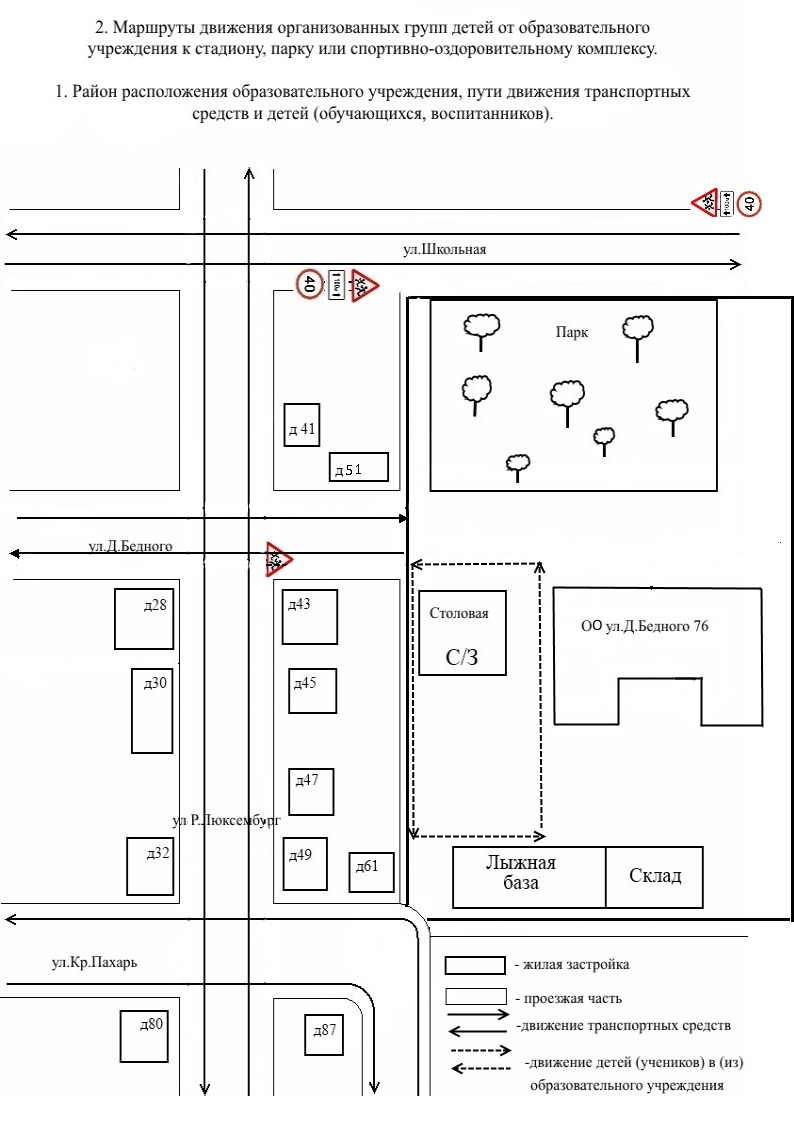 2. Маршруты движения организованных групп детей от образовательного
учреждения к стадиону, парку или спортивно-оздоровительному комплексу.
1. Район расположения образовательного учреждения, пути движения транспортных
средств и детей (обучающихся, воспитанников).
40
ул.Школьная
40
Парк
д 41
д51
ул.Д.Бедного
д28
д43
Столовая
С/З
ОО ул.Д.Бедного 76
д30
д45
д47
ул Р.Люксембург
д32
д49
д61
Лыжная
база
Склад
ул.Кр.Пахарь
- жилая застройка
- проезжая часть
-движение транспортных средств
-движение детей (учеников) в (из)
образовательного учреждения
д80
д87